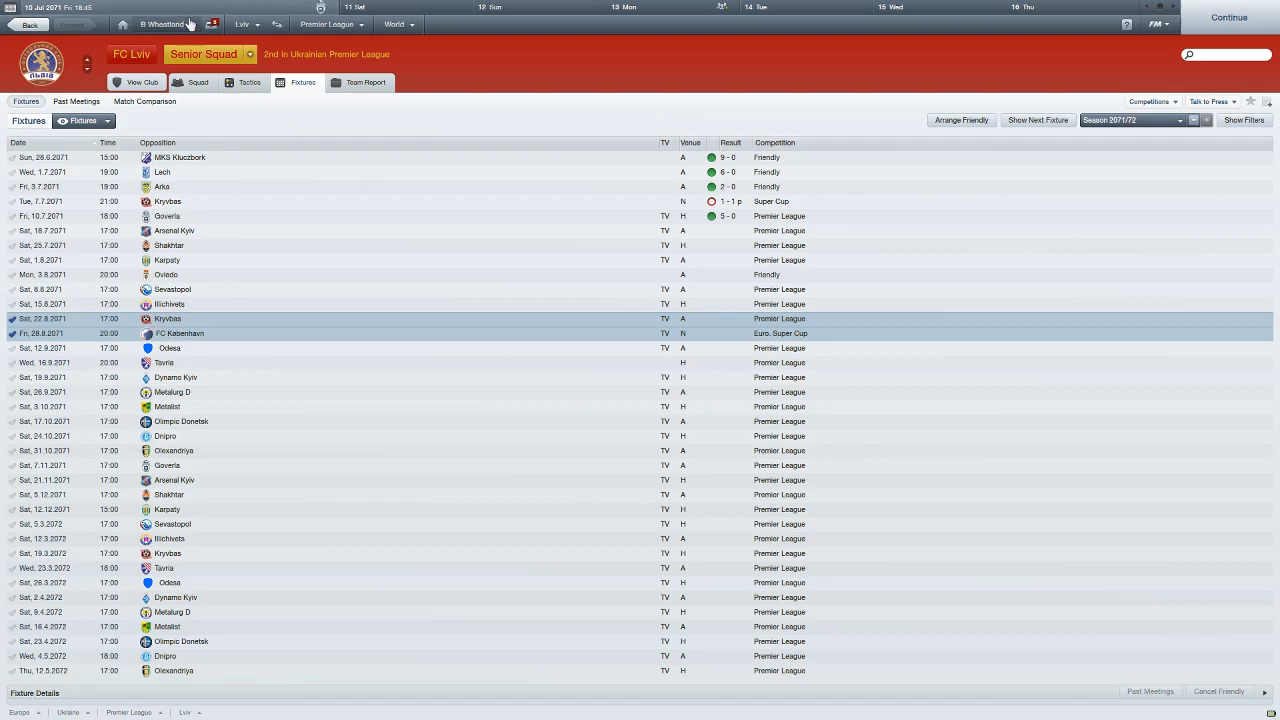 10 Jul 2071 Fri 18:45 11 Sat 12 Sun 13 Mon 14 Tue 15 Wed 16 Thu
Back Forward B Wheatland 5 Lviv Premier League World ? FM Continue
FC Lviv Senior Squad 2nd in Ukrainian Premier League
View Club Squad Tactics Fixtures Team Report
Fixtures Past Meetings Match Comparison Competitions Talk to Press
Fixtures Fixtures Arrange Friendly Show Next Fixture Season 2071/72 Show Filters
Date Time Opposition TV Venue Result Competition
Sun, 28.6.2071 15:00 MKS Kluczbork A 9 - 0 Friendly
Wed, 1.7.2071 19:00 Lech A 6 - 0 Friendly
Fri, 3.7.2071 19:00 Arka A 2 - 0 Friendly
Tue, 7.7.2071 21:00 Kryvbas N 1 - 1 p Super Cup
Fri, 10.7.2071 18:00 Goverla TV H 5 - 0 Premier League
Sat, 18.7.2071 17:00 Arsenal Kyiv TV A Premier League
Sat, 25.7.2071 17:00 Shakhtar TV H Premier League
Sat, 1.8.2071 17:00 Karpaty TV A Premier League
Mon, 3.8.2071 20:00 Oviedo A Friendly
Sat, 8.8.2071 17:00 Sevastopol TV A Premier League
Sat, 15.8.2071 17:00 Illichivets TV H Premier League
Sat, 22.8.2071 17:00 Kryvbas TV A Premier League
Fri, 28.8.2071 20:00 FC København TV N Euro. Super Cup
Sat, 12.9.2071 17:00 Odesa TV A Premier League
Wed, 16.9.2071 20:00 Tavria H Premier League
Sat, 19.9.2071 17:00 Dynamo Kyiv TV H Premier League
Sat, 26.9.2071 17:00 Metalurg D TV A Premier League
Sat, 3.10.2071 17:00 Metalist TV H Premier League
Sat, 17.10.2071 17:00 Olimpic Donetsk TV A Premier League
Sat, 24.10.2071 17:00 Dnipro TV H Premier League
Sat, 31.10.2071 17:00 Olexandriya TV A Premier League
Sat, 7.11.2071 17:00 Goverla TV A Premier League
Sat, 21.11.2071 17:00 Arsenal Kyiv TV H Premier League
Sat, 5.12.2071 17:00 Shakhtar TV A Premier League
Sat, 12.12.2071 15:00 Karpaty TV H Premier League
Sat, 5.3.2072 17:00 Sevastopol TV H Premier League
Sat, 12.3.2072 17:00 Illichivets TV A Premier League
Sat, 19.3.2072 17:00 Kryvbas TV H Premier League
Wed, 23.3.2072 18:00 Tavria TV A Premier League
Sat, 26.3.2072 17:00 Odesa TV H Premier League
Sat, 2.4.2072 17:00 Dynamo Kyiv TV A Premier League
Sat, 9.4.2072 17:00 Metalurg D TV H Premier League
Sat, 16.4.2072 17:00 Metalist TV A Premier League
Sat, 23.4.2072 17:00 Olimpic Donetsk TV H Premier League
Wed, 4.5.2072 18:00 Dnipro TV A Premier League
Thu, 12.5.2072 17:00 Olexandriya TV H Premier League
Fixture Details Past Meetings Cancel Friendly
Europe Ukraine Premier League Lviv